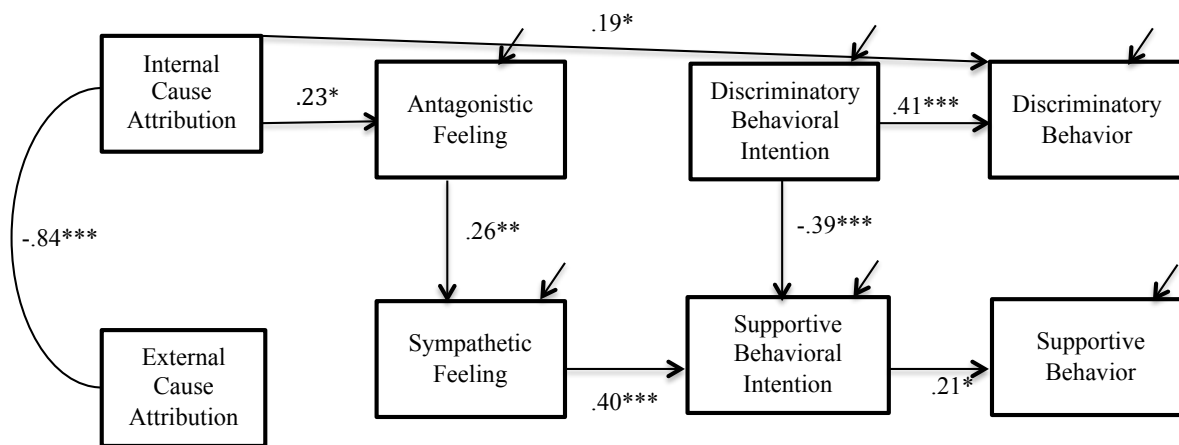 .19*
Internal
Cause
Attribution
.23*
Antagonistic
Feeling
Discriminatory
Behavioral
Intention
.41***
Discriminatory
Behavior
-.84***
.26**
-.39***
External
Cause
Attribution
Sympathetic
Feeling
.40***
Supportive
Behavioral
Intention
.21*
Supportive
Behavior